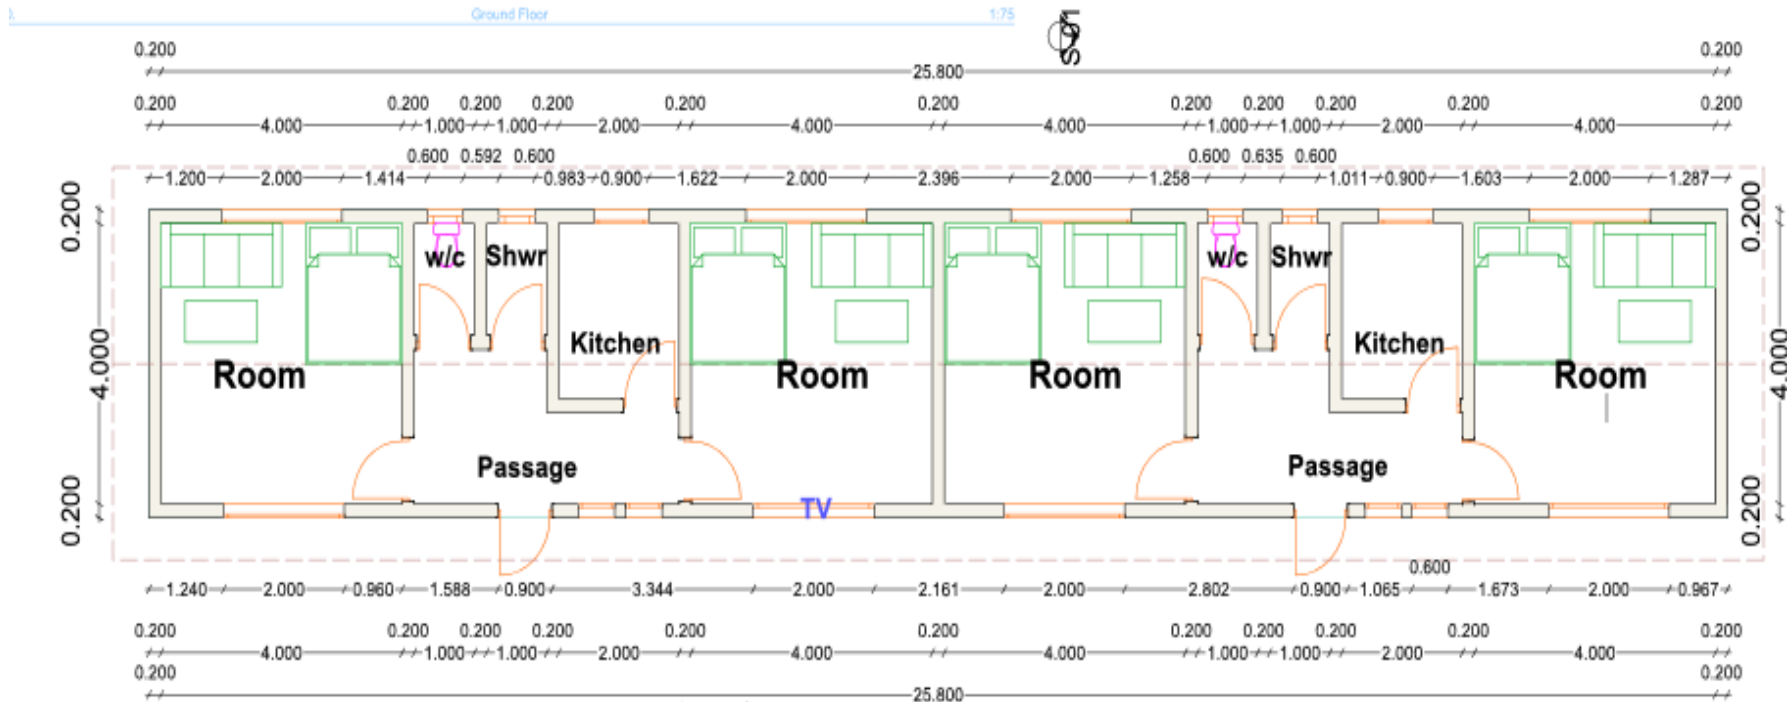 Ground Floor 1:75
0.200 0.200
25.800
0.200 0.200 0.200 0.200 0.200 0.200 0.200 0.200 0.200 0.200 0.200
4.000 1.000 1.000 2.000 4.000 4.000 1.000 1.000 2.000 4.000
0.600 0.592 0.600 0.600 0.635 0.600
1.200 2.000 1.414 0.983 0.900 1.622 2.000 2.396 2.000 1.258 1.011 0.900 1.603 2.000 1.287
0.200 0.200
w/c Shwr w/c Shwr
Kitchen Kitchen
4.000 Room Room Room Room 4.000
Passage Passage
0.200 TV 0.200
0.600
1.240 2.000 0.960 1.588 0.900 3.344 2.000 2.161 2.000 2.802 0.900 1.065 1.673 2.000 0.967
0.200 0.200 0.200 0.200 0.200 0.200 0.200 0.200 0.200 0.200 0.200
4.000 1.000 1.000 2.000 4.000 4.000 1.000 1.000 2.000 4.000
0.200 0.200
25.800